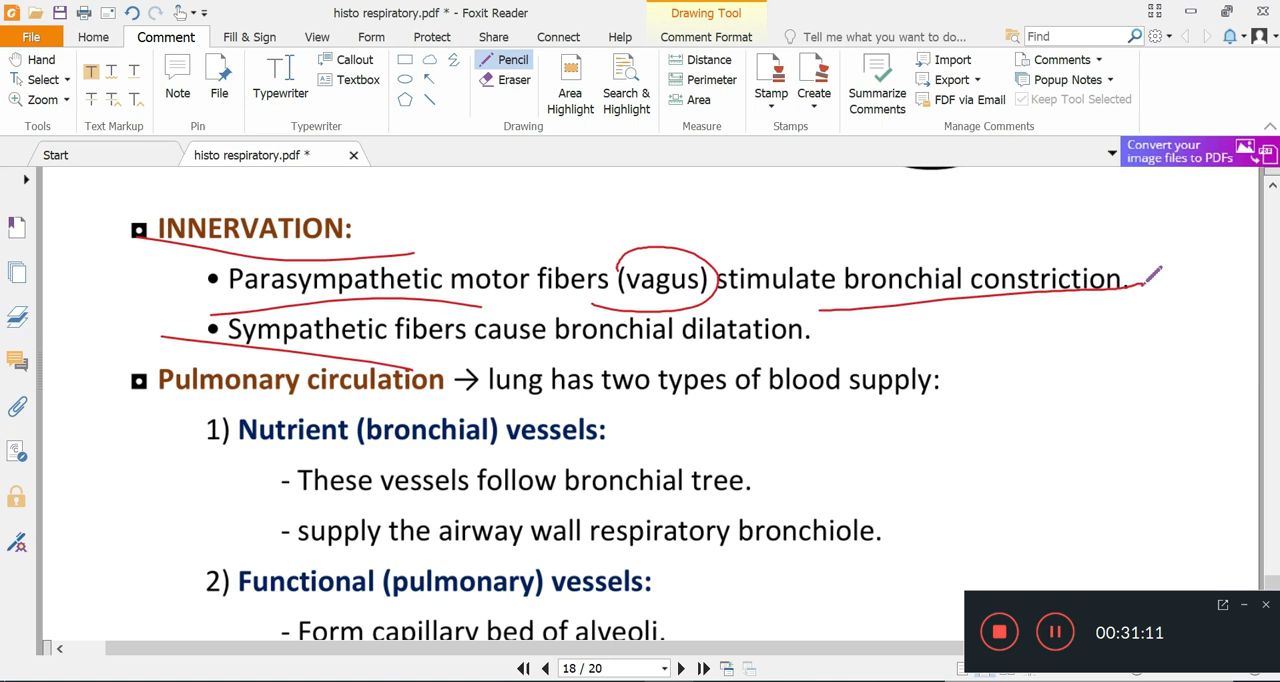 histo respiratory.pdf * - Foxit Reader
Drawing Tool
File Home Comment Fill & Sign View Form Protect Share Connect Help Comment Format Tell me what you want to do... Find
Hand
Select
Zoom
Tools
Text Markup
Note
File
Pin
Typewriter
Callout
Textbox
Typewriter
Pencil
Eraser
Area Highlight
Search & Highlight
Drawing
Distance
Perimeter
Area
Measure
Stamp
Create
Stamps
Summarize Comments
Import
Export
FDF via Email
Comments
Popup Notes
Keep Tool Selected
Manage Comments
Start
histo respiratory.pdf *
Convert your
image files to PDFs
INNERVATION:
• Parasympathetic motor fibers (vagus) stimulate bronchial constriction.
• Sympathetic fibers cause bronchial dilatation.
Pulmonary circulation → lung has two types of blood supply:
1) Nutrient (bronchial) vessels:
- These vessels follow bronchial tree.
- supply the airway wall respiratory bronchiole.
2) Functional (pulmonary) vessels:
- Form capillary bed of alveoli.
00:31:11
18 / 20